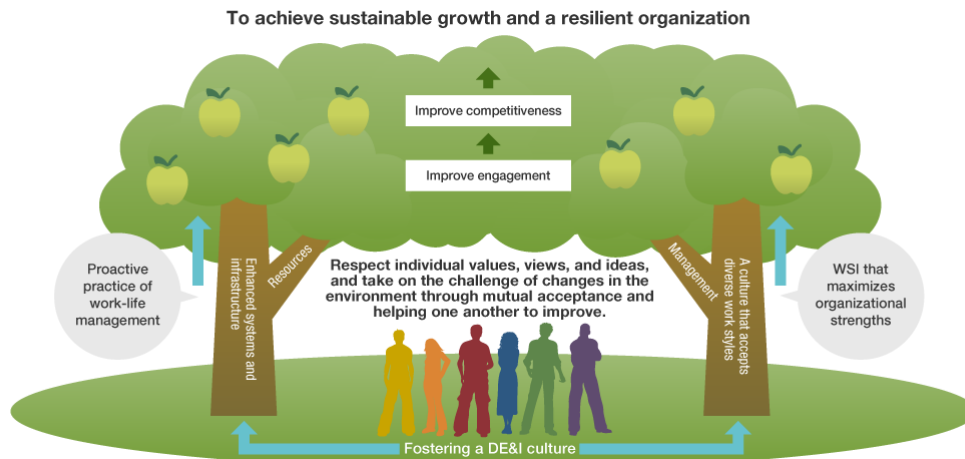 To achieve sustainable growth and a resilient organization
Improve competitiveness
Improve engagement
Proactive
practice of
work-life
management
Enhanced systems and
infrastructure
Resources
Respect individual values, views, and ideas,
and take on the challenge of changes in the
environment through mutual acceptance and
helping one another to improve.
Management
A culture that accepts
diverse work styles
WSI that
maximizes
organizational
strengths
Fostering a DE&I culture